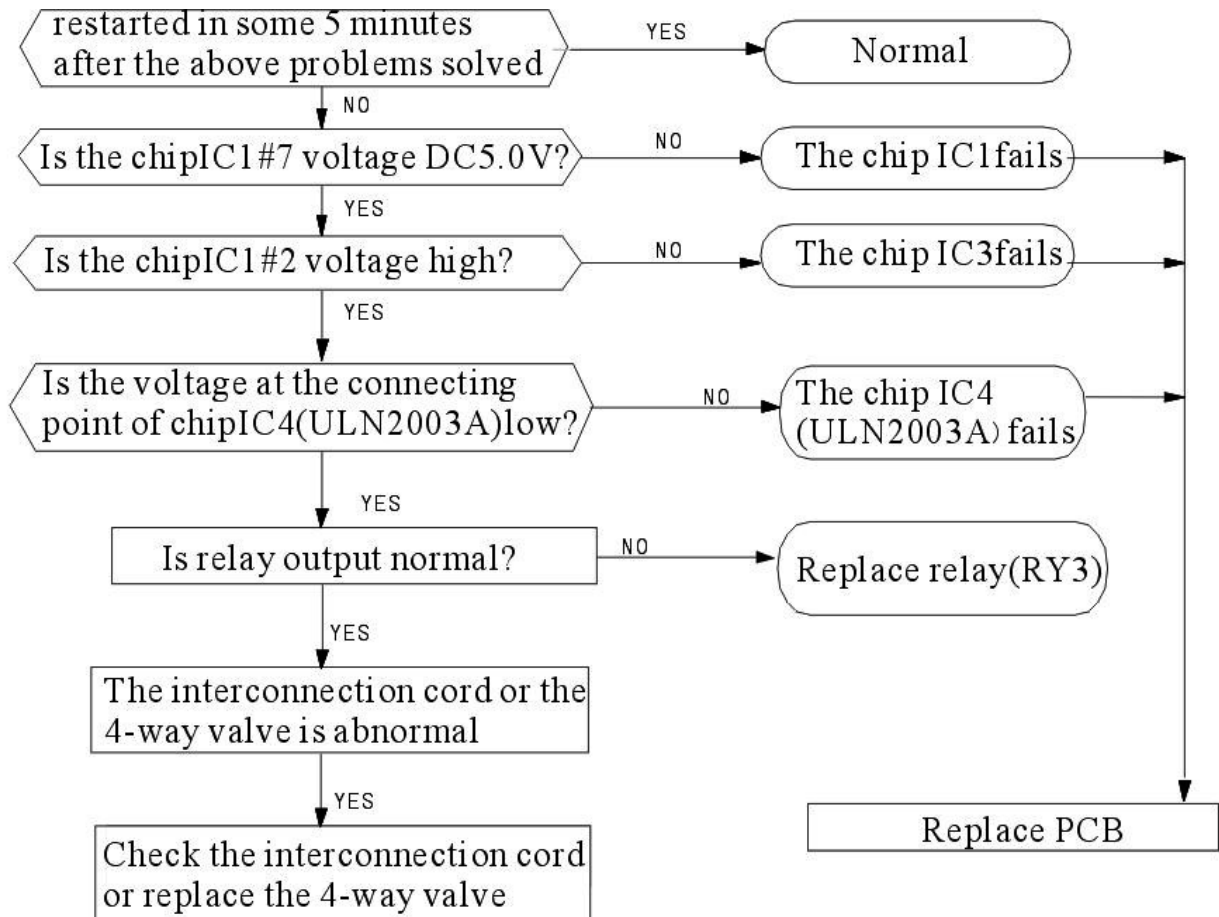 restarted in some 5 minutes
after the above problems solved
YES
Normal
NO
Is the chipIC1#7 voltage DC5.0V?
NO
The chip IC1fails
YES
Is the chipIC1#2 voltage high?
NO
The chip IC3fails
YES
Is the voltage at the connecting
point of chipIC4(ULN2003A)low?
NO
The chip IC4
(ULN2003A) fails
YES
Is relay output normal?
NO
Replace relay(RY3)
YES
The interconnection cord or the
4-way valve is abnormal
YES
Replace PCB
Check the interconnection cord
or replace the 4-way valve